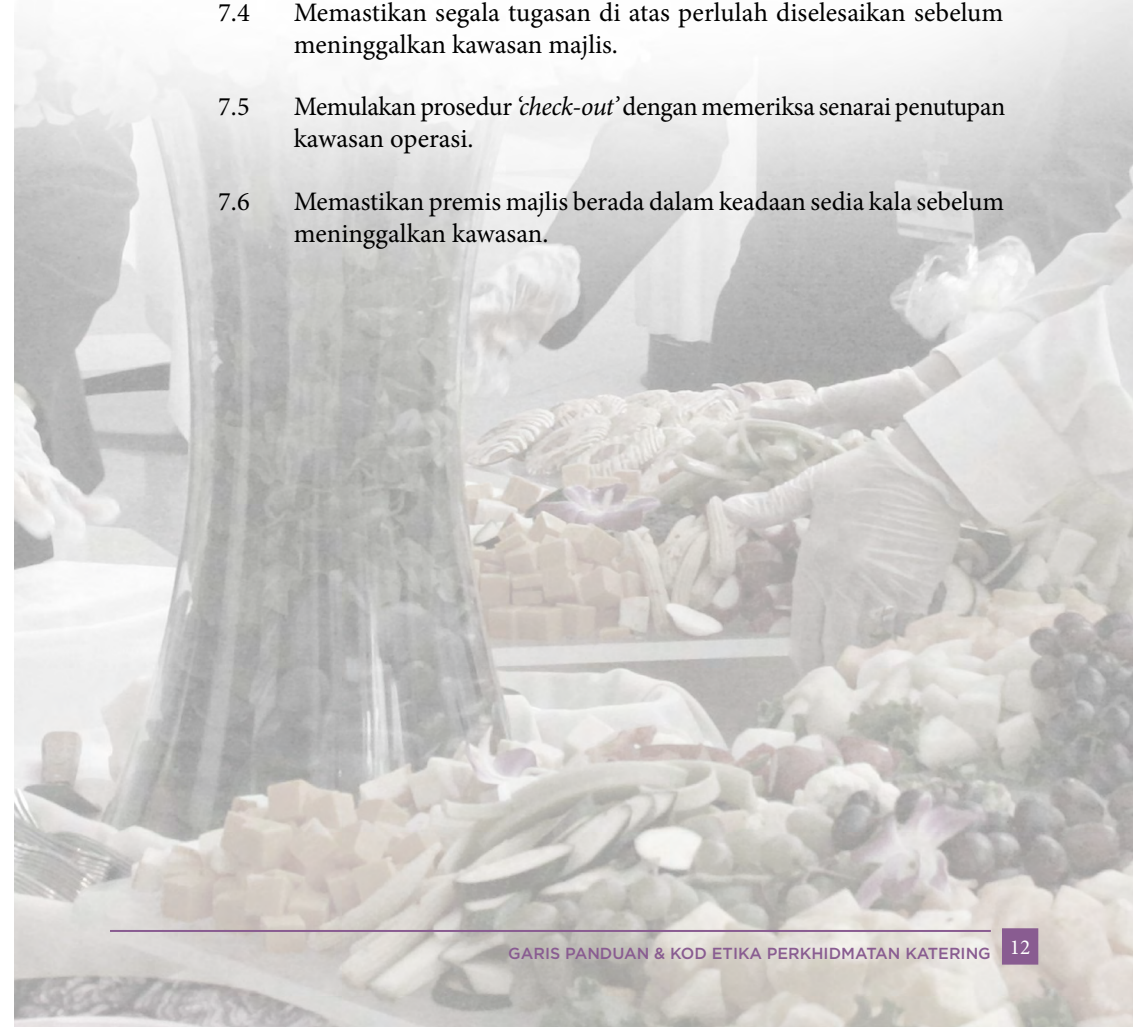 7.4 Memastikan segala tugasan di atas perlulah diselesaikan sebelum
meninggalkan kawasan majlis.
7.5 Memulakan prosedur ‘check-out’ dengan memeriksa senarai penutupan
kawasan operasi.
7.6 Memastikan premis majlis berada dalam keadaan sedia kala sebelum
meninggalkan kawasan.
GARIS PANDUAN & KOD ETIKA PERKHIDMATAN KATERING 12